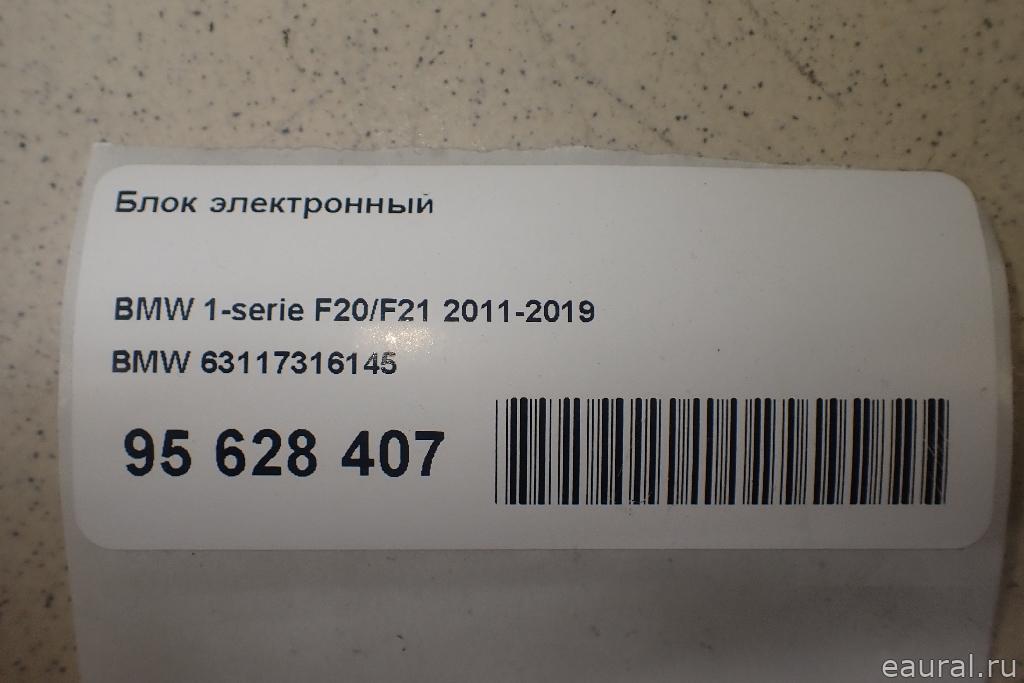 Блок электронный
BMW 1-serie F20/F21 2011-2019
BMW 63117316145
95 628 407
eaural.ru